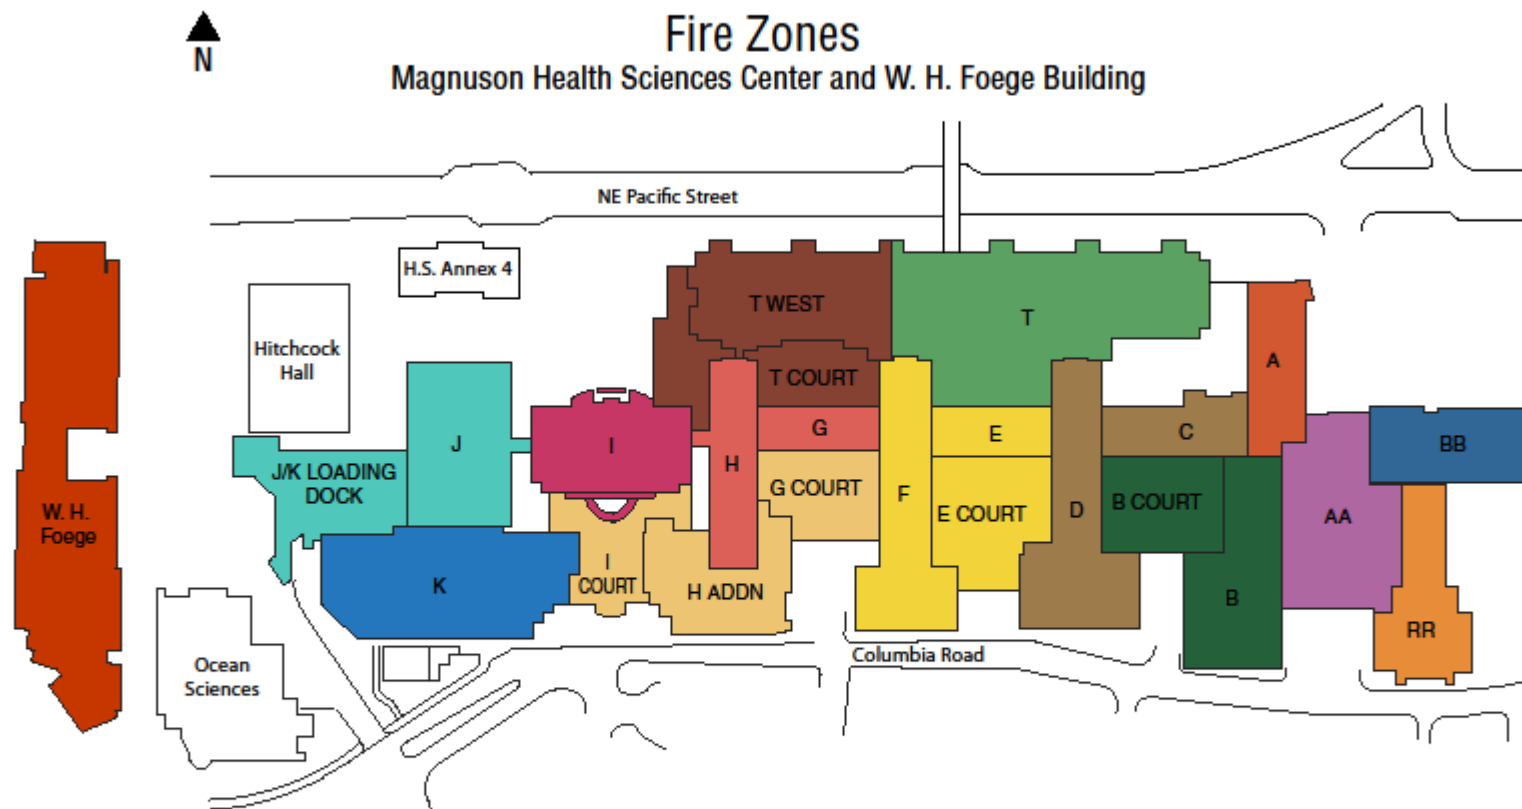 N
Fire Zones
Magnuson Health Sciences Center and W. H. Foege Building
NE Pacific Street
H.S. Annex 4
T WEST
T
Hitchcock
Hall
A
T COURT
J
I
G
E
C
BB
H
J/K LOADING
DOCK
G COURT
F
E COURT
D
B COURT
AA
W. H.
Foege
K
I
COURT
H ADDN
B
RR
Columbia Road
Ocean
Sciences